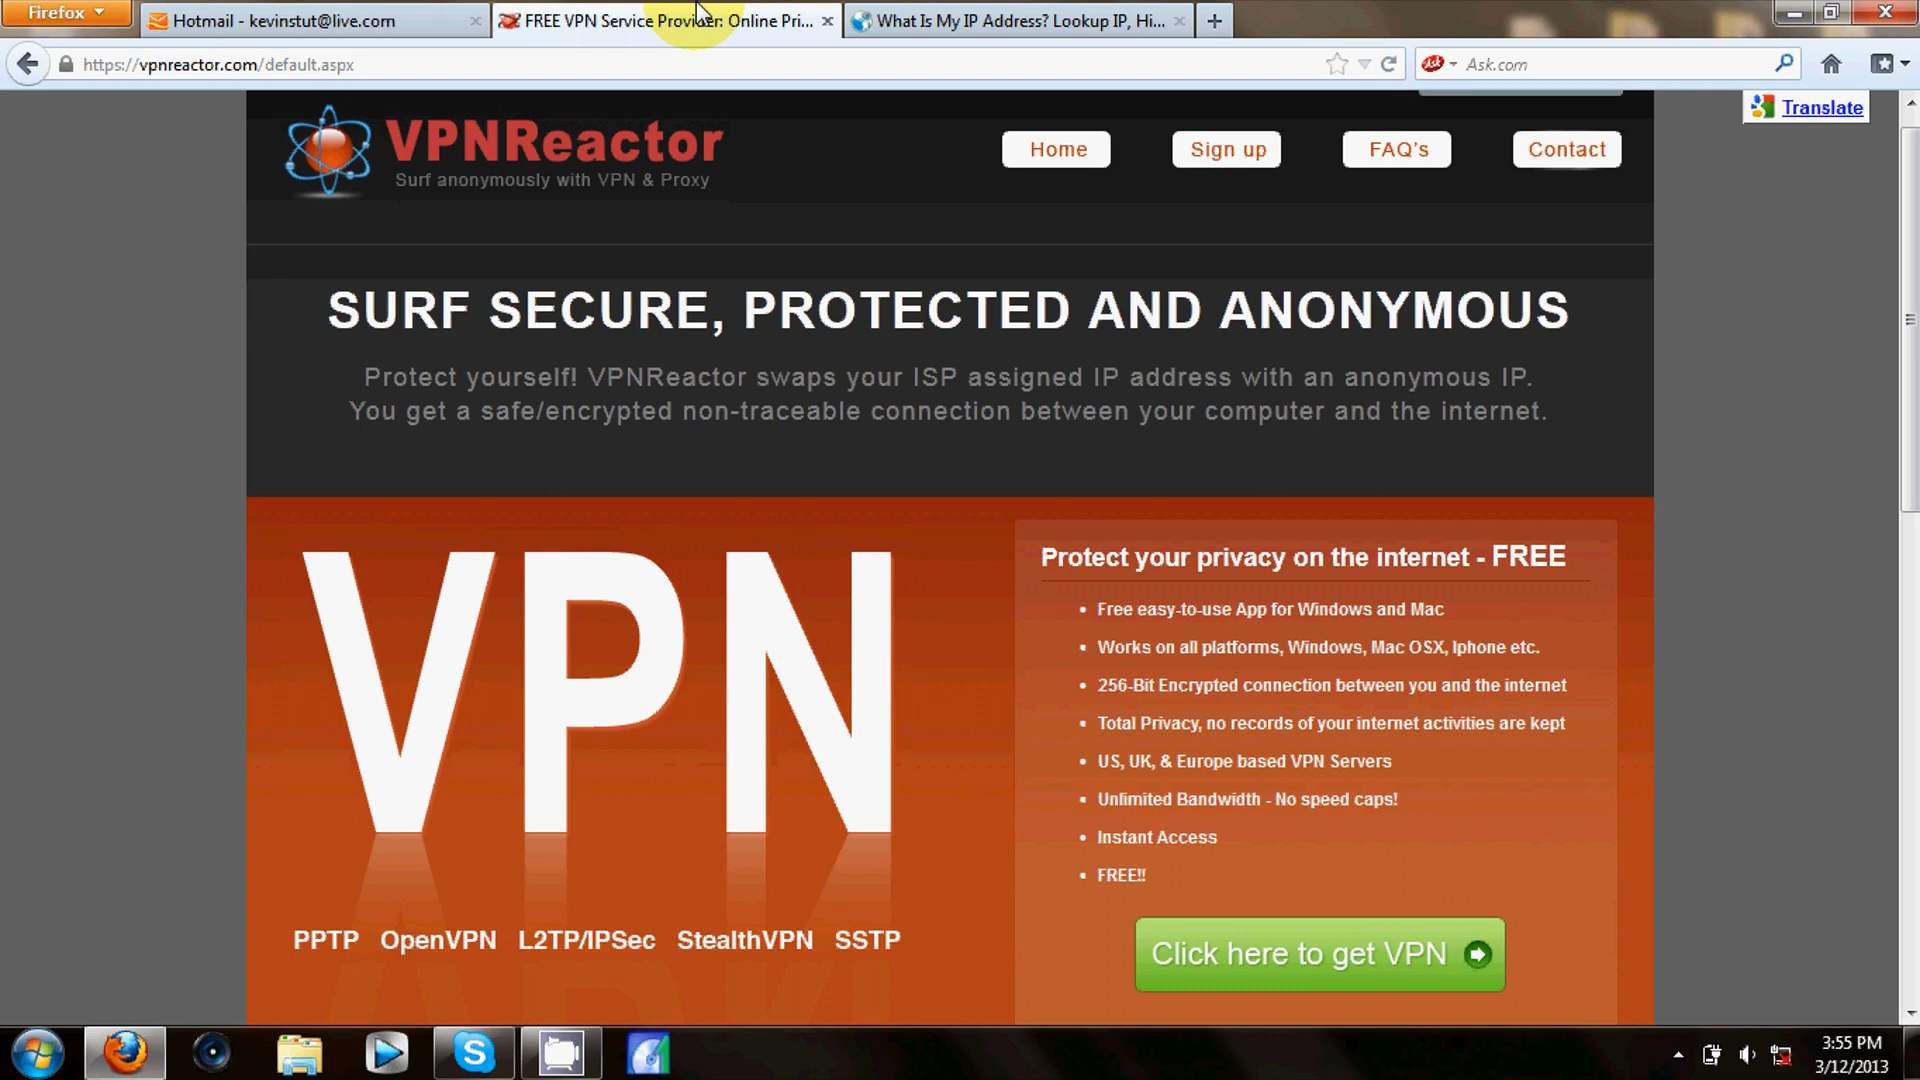 Firefox
Hotmail - kevinstut@live.com
FREE VPN Service Provider: Online Pri...
What Is My IP Address? Lookup IP, Hi...
https://vpnreactor.com/default.aspx
Ask.com
Translate
VPNReactor
Surf anonymously with VPN & Proxy
Home
Sign up
FAQ's
Contact
SURF SECURE, PROTECTED AND ANONYMOUS
Protect yourself! VPNReactor swaps your ISP assigned IP address with an anonymous IP.
You get a safe/encrypted non-traceable connection between your computer and the internet.
VPN
PPTP OpenVPN L2TP/IPSec StealthVPN SSTP
Protect your privacy on the internet - FREE
• Free easy-to-use App for Windows and Mac
• Works on all platforms, Windows, Mac OSX, Iphone etc.
• 256-Bit Encrypted connection between you and the internet
• Total Privacy, no records of your internet activities are kept
• US, UK, & Europe based VPN Servers
• Unlimited Bandwidth - No speed caps!
• Instant Access
• FREE!!
Click here to get VPN
3:55 PM
3/12/2013